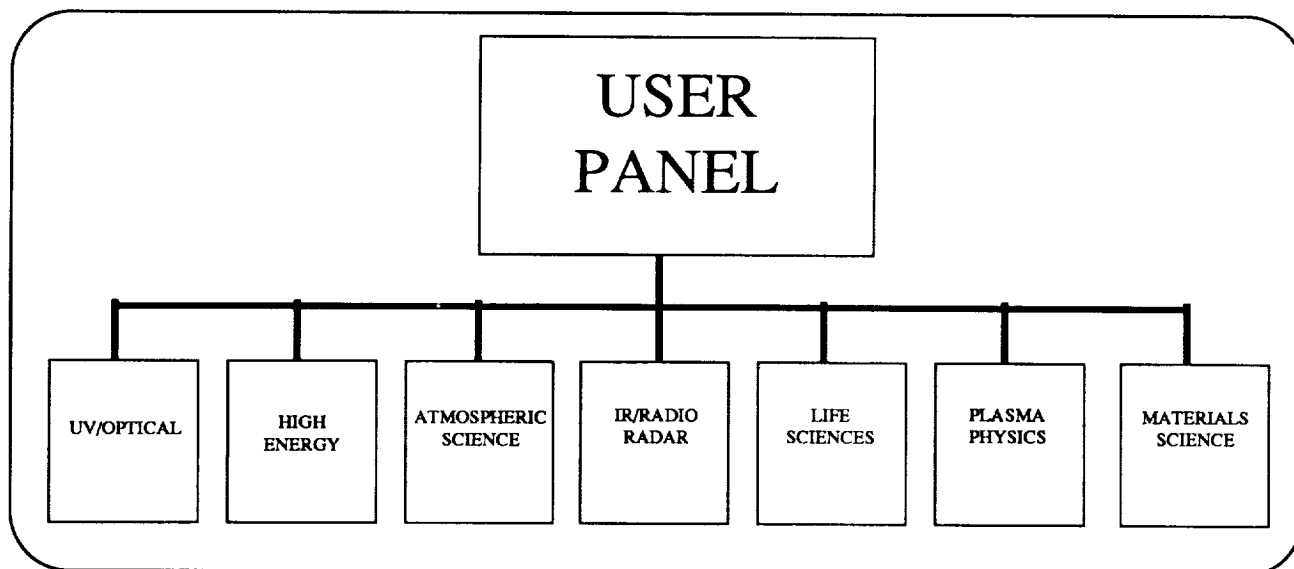 USER
PANEL
UV/OPTICAL
HIGH
ENERGY
ATMOSPHERIC
SCIENCE
IR/RADIO
RADAR
LIFE
SCIENCES
PLASMA
PHYSICS
MATERIALS
SCIENCE